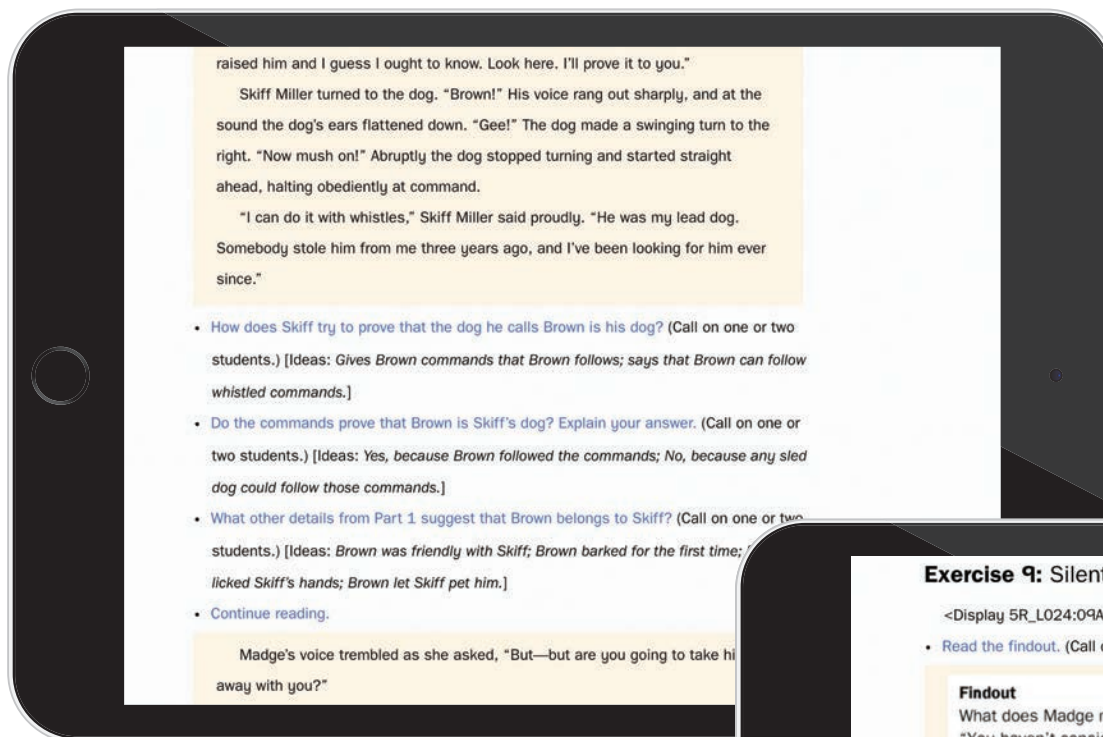 raised him and I guess I ought to know. Look here. I'll prove it to you."
Skiff Miller turned to the dog. "Brown!" His voice rang out sharply, and at the
sound the dog's ears flattened down. "Gee!" The dog made a swinging turn to the
right. "Now mush on!" Abruptly the dog stopped turning and started straight
ahead, halting obediently at command.
"I can do it with whistles," Skiff Miller said proudly. "He was my lead dog.
Somebody stole him from me three years ago, and I've been looking for him ever
since."
• How does Skiff try to prove that the dog he calls Brown is his dog? (Call on one or two
students.) [Ideas: Gives Brown commands that Brown follows; says that Brown can follow
whistled commands.]
• Do the commands prove that Brown is Skiff's dog? Explain your answer. (Call on one or
two students.) [Ideas: Yes, because Brown followed the commands; No, because any sled
dog could follow those commands.]
• What other details from Part 1 suggest that Brown belongs to Skiff? (Call on one or two
students.) [Ideas: Brown was friendly with Skiff; Brown barked for the first time;
licked Skiff's hands; Brown let Skiff pet him.]
• Continue reading.
Madge's voice trembled as she asked, "But—but are you going to take hi
away with you?"
Exercise 9: Silent
<Display 5R_L024:09A
• Read the findout. (Call
Findout
What does Madge
"You haven't